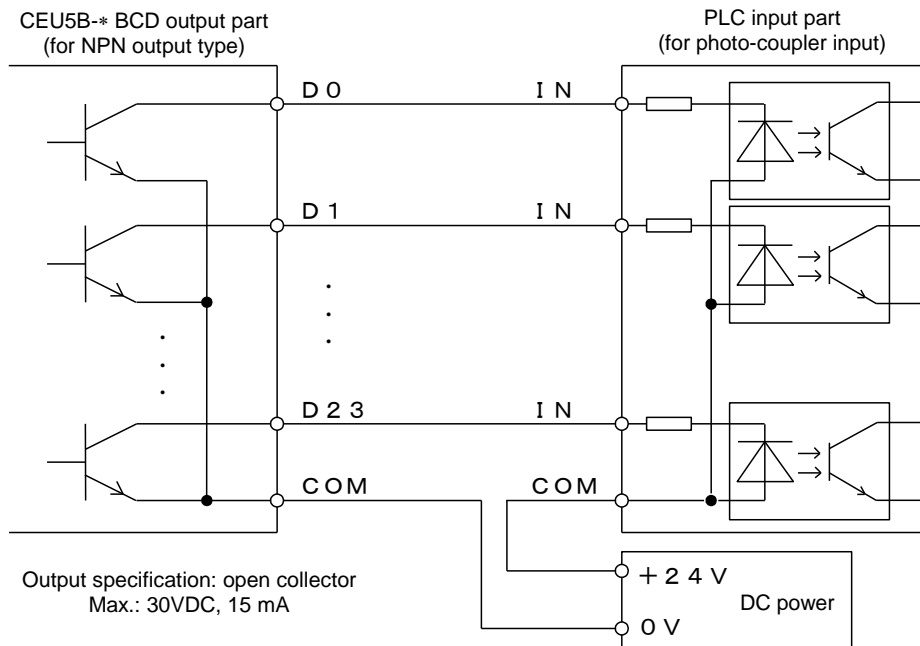 CEU5B-* BCD output part
(for NPN output type)
PLC input part
(for photo-coupler input)
D0
IN
D1
IN
D23
IN
COM
COM
+24V
DC power
0V
Output specification: open collector
Max.: 30VDC, 15 mA